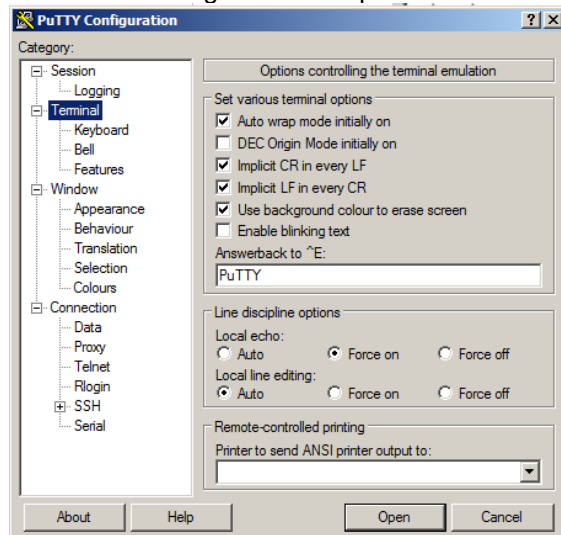 PuTTY Configuration
Category:
Session
Logging
Terminal
Keyboard
Bell
Features
Window
Appearance
Behaviour
Translation
Selection
Colours
Connection
Data
Proxy
Telnet
Rlogin
SSH
Serial
Options controlling the terminal emulation
Set various terminal options
Auto wrap mode initially on
DEC Origin Mode initially on
Implicit CR in every LF
Implicit LF in every CR
Use background colour to erase screen
Enable blinking text
Answerback to ^E:
PuTTY
Line discipline options
Local echo:
Auto Force on Force off
Local line editing:
Auto Force on Force off
Remote-controlled printing
Printer to send ANSI printer output to:
About Help Open Cancel